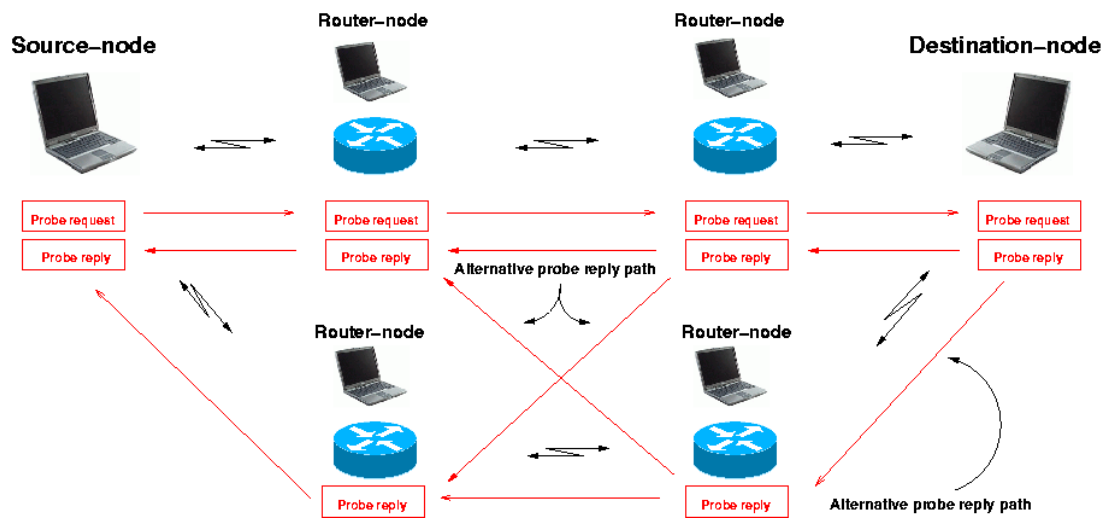 Router−node
Router−node
Source−node
Destination−node
Probe request
Probe request
Probe request
Probe request
Probe reply
Probe reply
Probe reply
Probe reply
Alternative probe reply path
Router−node
Router−node
Probe reply
Probe reply
Alternative probe reply path